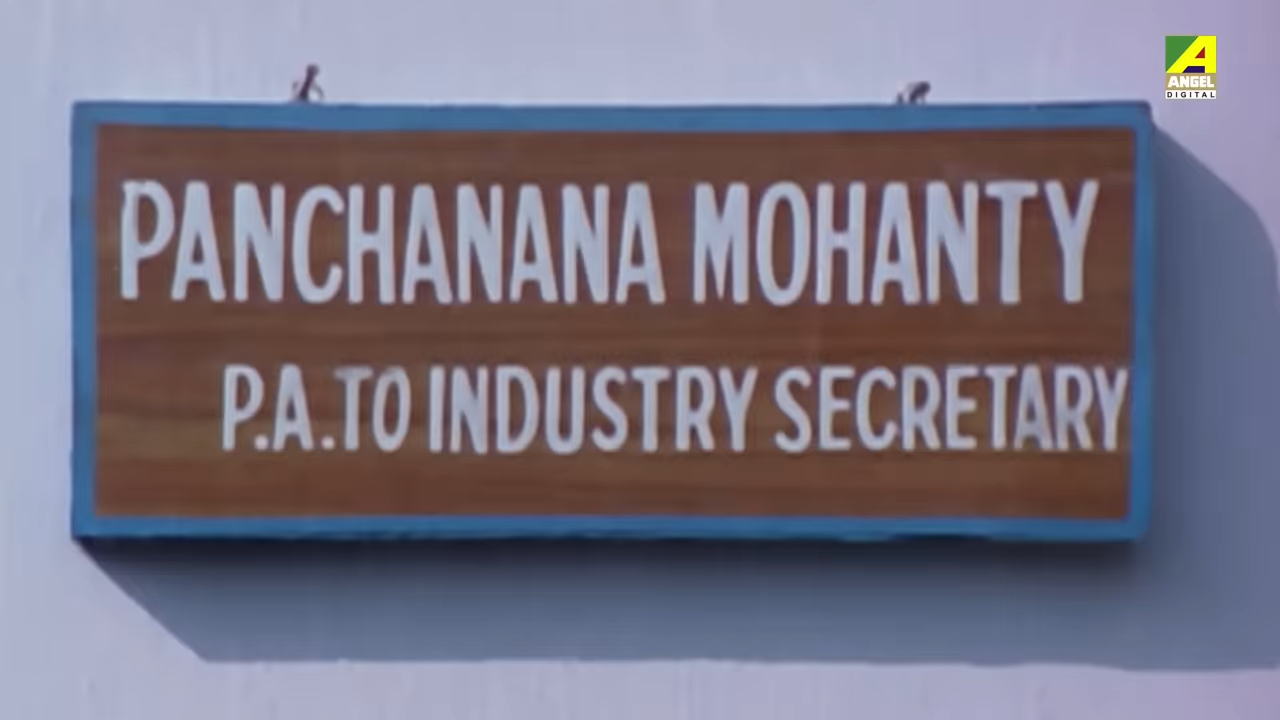 ANGEL
DIGITAL
PANCHANANA MOHANTY
P.A. TO INDUSTRY SECRETARY